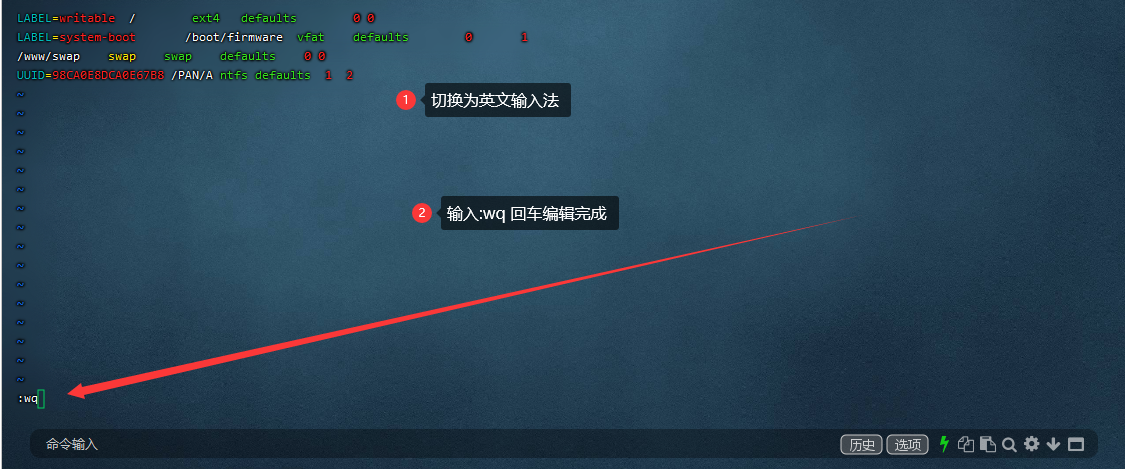 LABEL=writable / ext4 defaults 0 0
LABEL=system-boot /boot/firmware vfat defaults 0 1
/www/swap swap swap defaults 0 0
UUID=98CA0E8DCA0E67B8 /PAN/A ntfs defaults 1 2
~
1 切换为英文输入法
~
~
~
~
~
2 输入:wq 回车编辑完成
~
~
~
~
~
~
~
~
~
~
:wq
命令输入 历史 选项